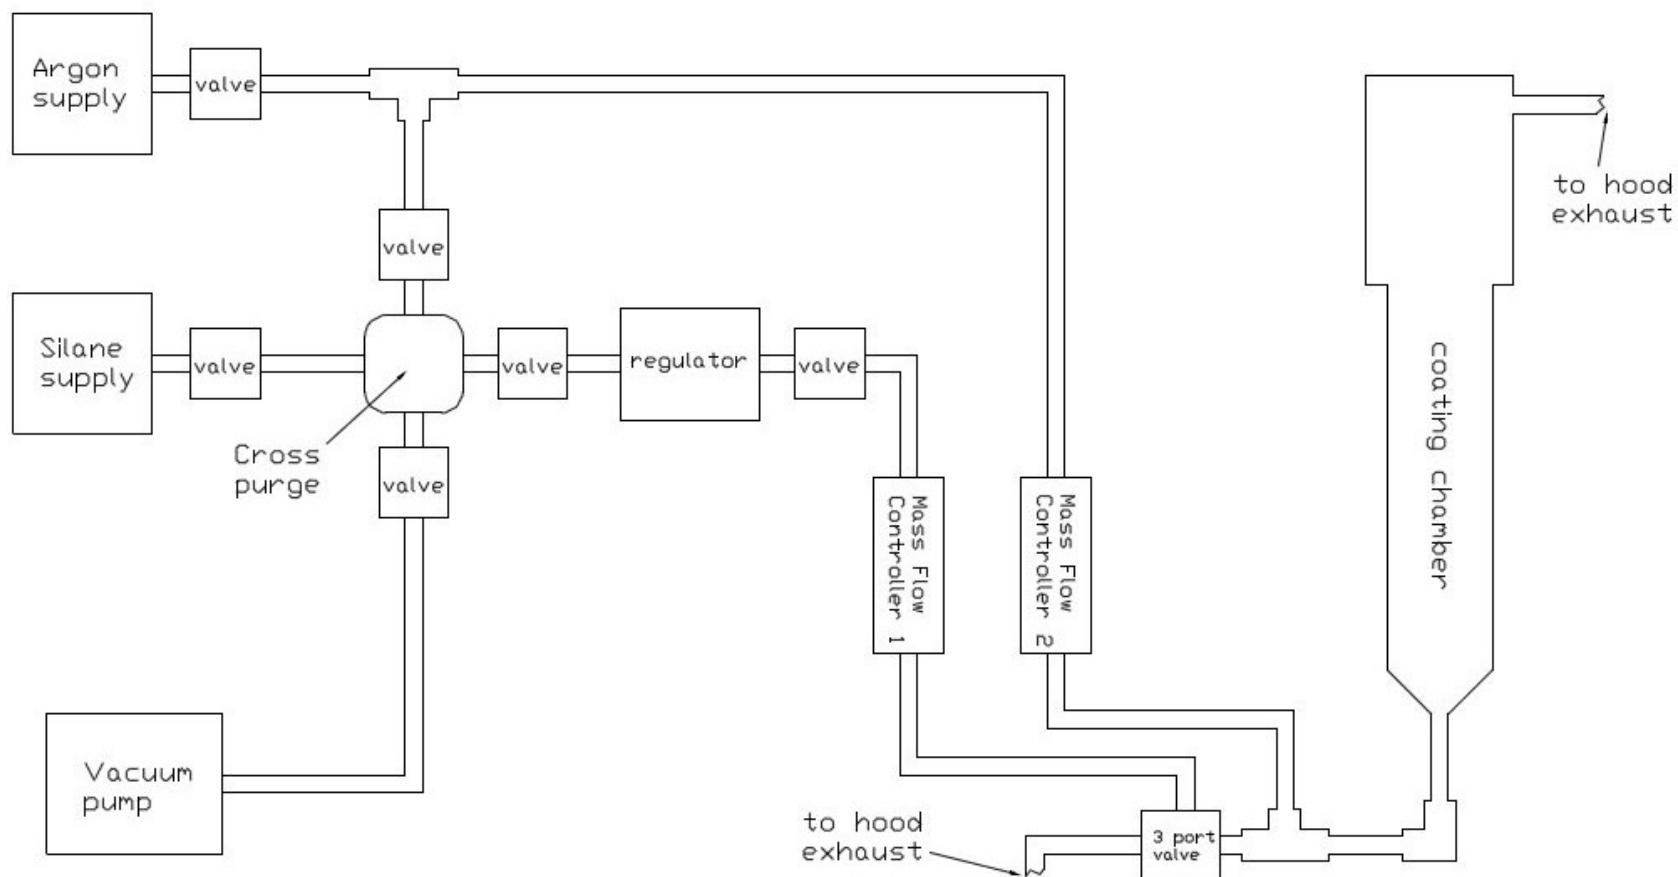 Argon
supply
valve
to hood
exhaust
valve
Silane
supply
valve
valve
regulator
valve
Cross
purge
valve
coating chamber
Mass Flow
Controller 1
Mass Flow
Controller 2
Vacuum
pump
to hood
exhaust
3 port
valve